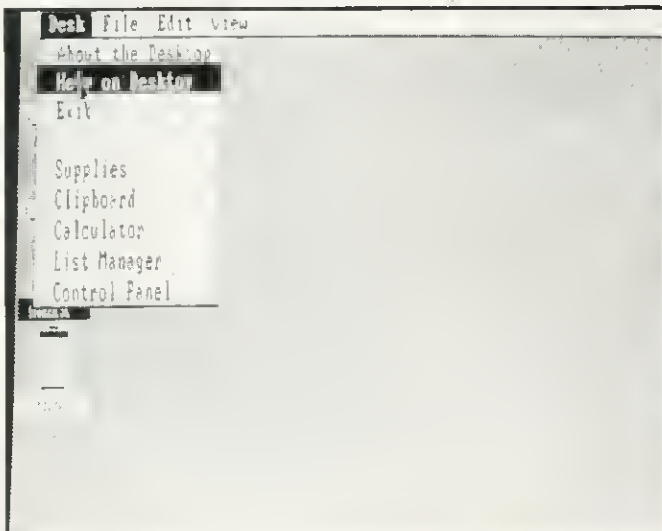 Desk File Edit View
About the Desktop
Help on Desktop
Exit
Supplies
Clipboard
Calculator
List Manager
Control Panel